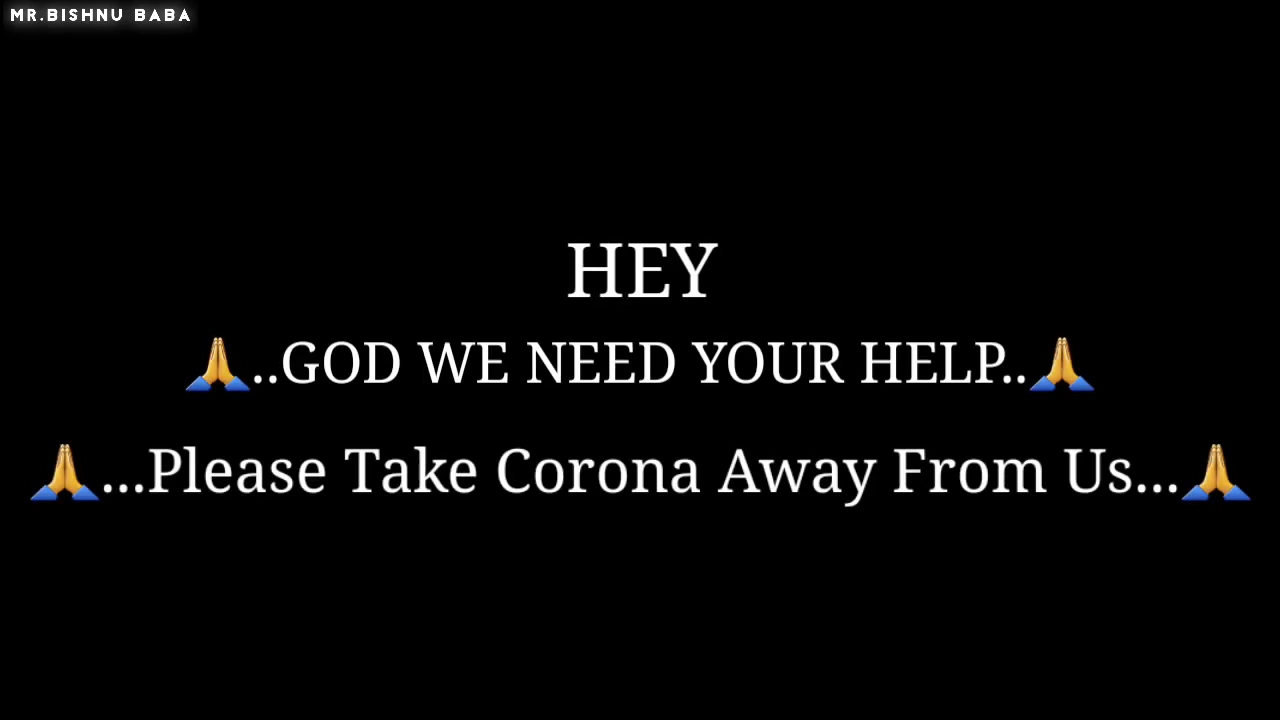 MR.BISHNU BABA
HEY
🙏..GOD WE NEED YOUR HELP..🙏
🙏...Please Take Corona Away From Us...🙏